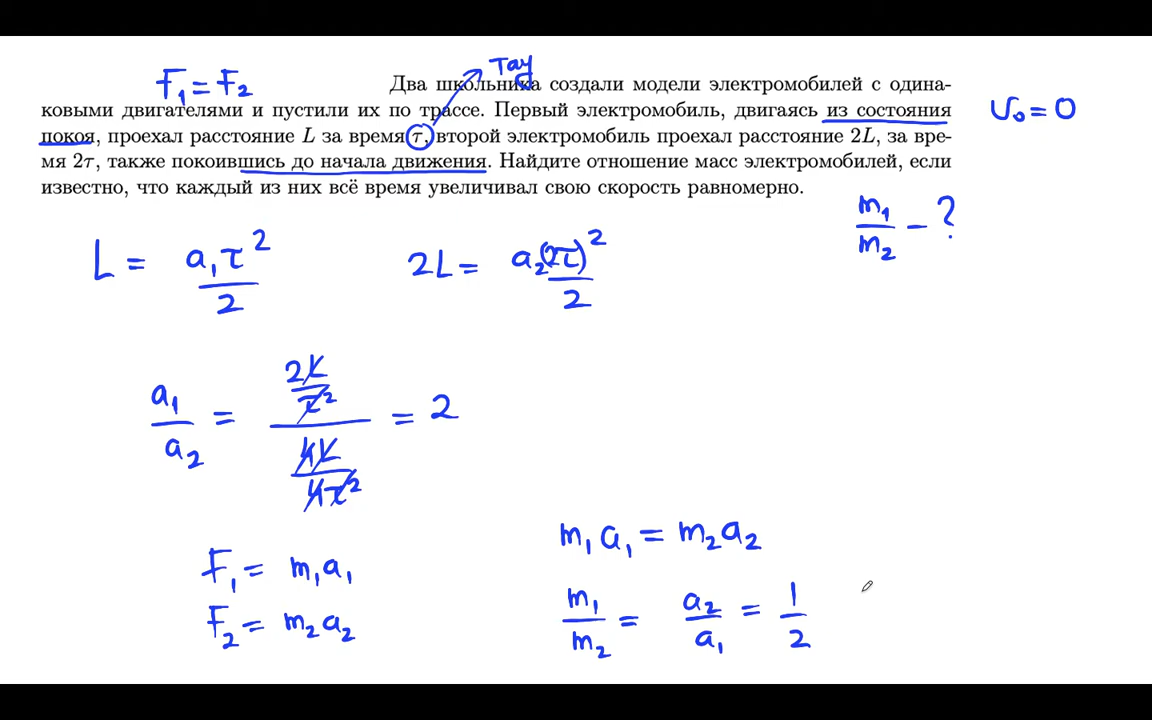 Тау
F₁ = F₂
Два школьника создали модели электромобилей с одина-
ковыми двигателями и пустили их по трассе. Первый электромобиль, двигаясь из состояния
υ₀ = 0
покоя, проехал расстояние L за время τ, второй электромобиль проехал расстояние 2L, за вре-
мя 2τ, также покоившись до начала движения. Найдите отношение масс электромобилей, если
известно, что каждый из них всё время увеличивал свою скорость равномерно.
m₁/m₂ - ?
L = a₁τ²/2
2L = a₂(2τ)²/2
a₁/a₂ = (2L/τ²)/(4L/4τ²) = 2
m₁a₁ = m₂a₂
F₁ = m₁a₁
F₂ = m₂a₂
m₁/m₂ = a₂/a₁ = 1/2